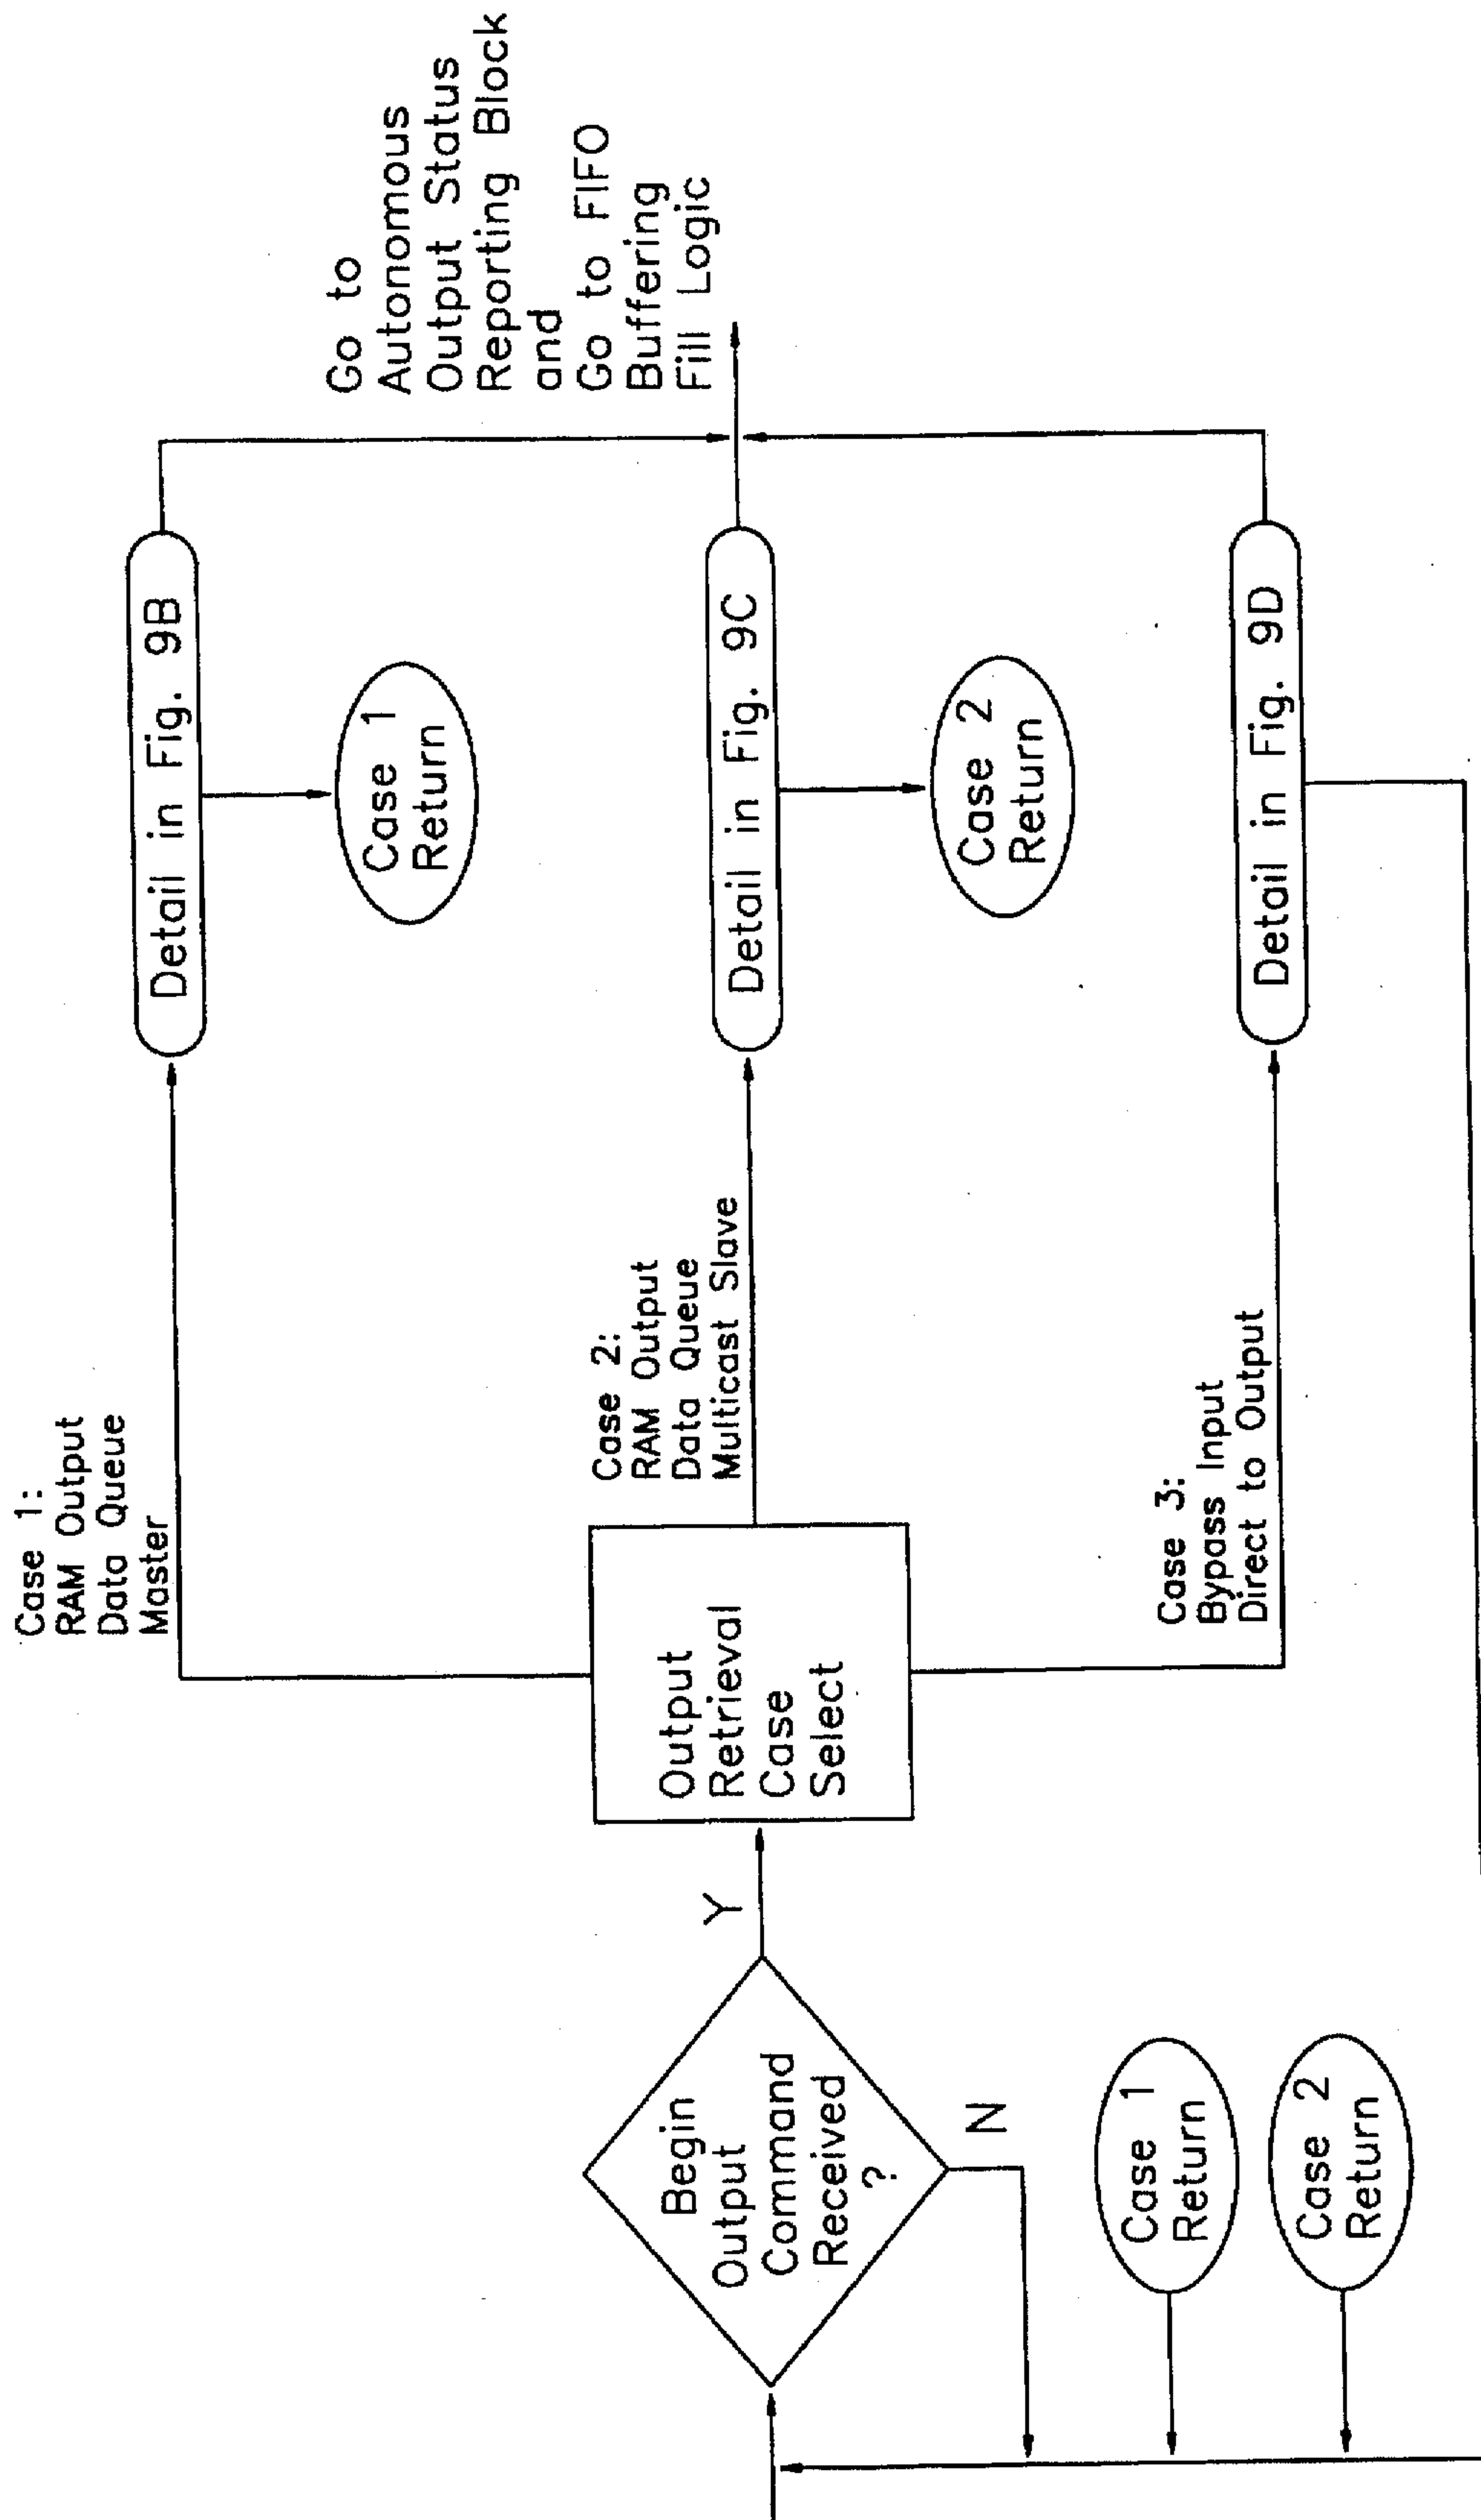 Begin
Output
Command
Received
?
Y
N
Case 1
Return
Case 2
Return
Output
Retrieval
Case
Select
Case 1:
RAM Output
Data Queue
Master
Case 2:
RAM Output
Data Queue
Multicast Slave
Case 3:
Bypass Input
Direct to Output
Detail in Fig. 9B
Case 1
Return
Detail in Fig. 9C
Case 2
Return
Detail in Fig. 9D
Go to
Autonomous
Output Status
Reporting Block
and
Go to FIFO
Buffering
Fill Logic